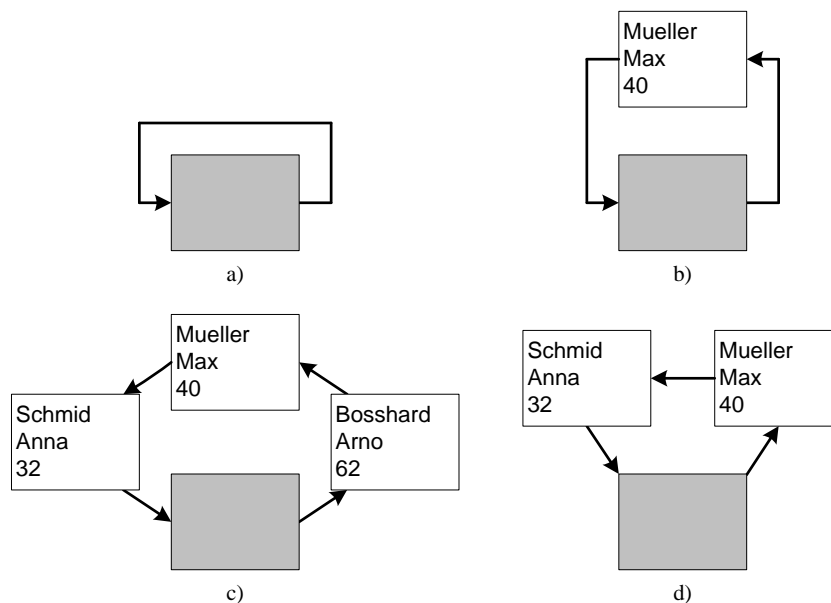 Mueller
Max
40
a)
b)
Mueller
Max
40
Schmid
Anna
32
Bosshard
Arno
62
c)
Schmid
Anna
32
Mueller
Max
40
d)